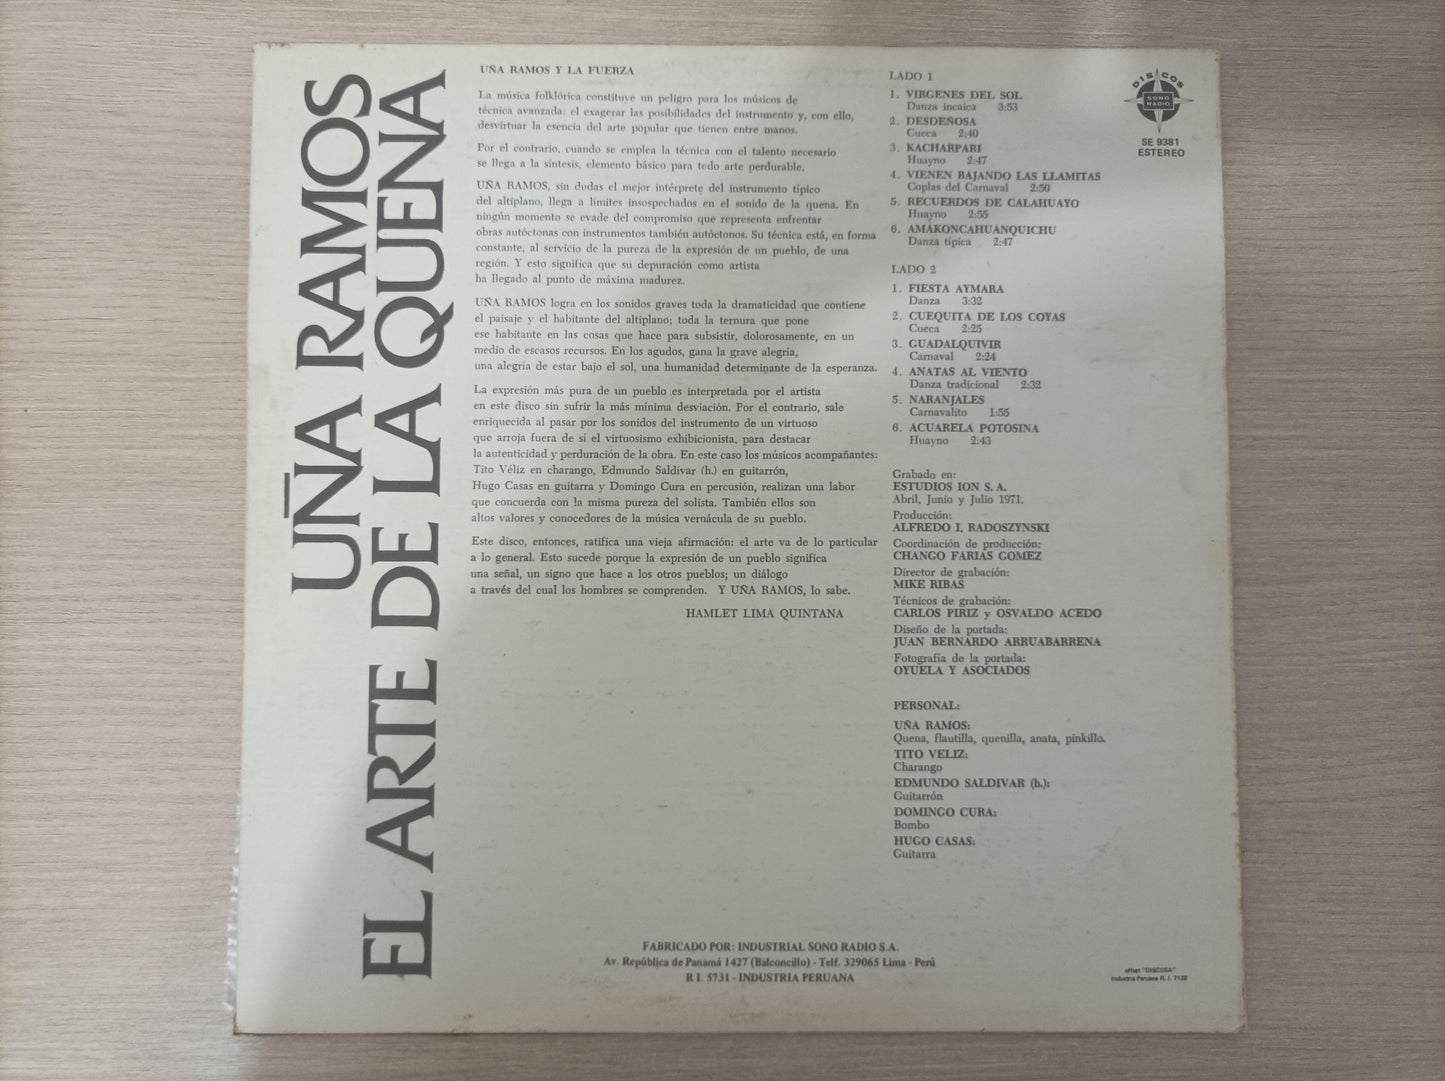 UÑA RAMOS
EL ARTE DE LA QUENA
UÑA RAMOS Y LA FUERZA
La música folklórica constituye un peligro para los músicos de
técnica avanzada: el exagerar las posibilidades del instrumento y, con ello,
desvirtuar la esencia del arte popular que tienen entre manos.
Por el contrario, cuando se emplea la técnica con el talento necesario
se llega a la síntesis, elemento básico para todo arte perdurable.
UÑA RAMOS, sin dudas el mejor intérprete del instrumento típico
del altiplano, llega a límites insospechados en el sonido de la quena. En
ningún momento se evade del compromiso que representa enfrentar
obras autóctonas con instrumentos también autóctonos. Su técnica está, en forma
constante, al servicio de la pureza de la expresión de un pueblo, de una
región. Y esto significa que su depuración como artista
ha llegado al punto de máxima madurez.
UÑA RAMOS logra en los sonidos graves toda la dramaticidad que contiene
el paisaje y el habitante del altiplano; toda la ternura que pone
ese habitante en las cosas que hace para subsistir, dolorosamente, en un
medio de escasos recursos. En los agudos, gana la grave alegría,
una alegría de estar bajo el sol, una humanidad determinante de la esperanza.
La expresión más pura de un pueblo es interpretada por el artista
en este disco sin sufrir la más mínima desviación. Por el contrario, sale
enriquecida al pasar por los sonidos del instrumento de un virtuoso
que arroja fuera de sí el virtuosismo exhibicionista, para destacar
la autenticidad y perduración de la obra. En este caso los músicos acompañantes:
Tito Véliz en charango, Edmundo Saldívar (h.) en guitarrón,
Hugo Casas en guitarra y Domingo Cura en percusión, realizan una labor
que concuerda con la misma pureza del solista. También ellos son
altos valores y conocedores de la música vernácula de su pueblo.
Este disco, entonces, ratifica una vieja afirmación: el arte va de lo particular
a lo general. Esto sucede porque la expresión de un pueblo significa
una señal, un signo que hace a los otros pueblos; un diálogo
a través del cual los hombres se comprenden. Y UÑA RAMOS, lo sabe.
HAMLET LIMA QUINTANA
LADO 1
1. VIRGENES DEL SOL
Danza incaica 3:53
2. DESDEÑOSA
Cueca 2:40
3. KACHARPARI
Huayno 2:47
4. VIENEN BAJANDO LAS LLAMITAS
Coplas del Carnaval 2:50
5. RECUERDOS DE CALAHUAYO
Huayno 2:55
6. AMAKONCAHUANQUICHU
Danza típica 2:47
LADO 2
1. FIESTA AYMARA
Danza 3:32
2. CUEQUITA DE LOS COYAS
Cueca 2:25
3. GUADALQUIVIR
Carnaval 2:24
4. ANATAS AL VIENTO
Danza tradicional 2:32
5. NARANJALES
Carnavalito 1:55
6. ACUARELA POTOSINA
Huayno 2:43
Grabado en:
ESTUDIOS ION S. A.
Abril, Junio y Julio 1971.
Producción:
ALFREDO I. RADOSZYNSKI
Coordinación de producción:
CHANGO FARIAS GOMEZ
Director de grabación:
MIKE RIBAS
Técnicos de grabación:
CARLOS PIRIZ y OSVALDO ACEDO
Diseño de la portada:
JUAN BERNARDO ARRUABARRENA
Fotografía de la portada:
OYUELA Y ASOCIADOS
PERSONAL:
UÑA RAMOS:
Quena, flautilla, quenilla, anata, pinkillo.
TITO VELIZ:
Charango
EDMUNDO SALDIVAR (h.):
Guitarrón
DOMINGO CURA:
Bombo
HUGO CASAS:
Guitarra
DISCOS
SONO
RADIO
SE 9381
ESTEREO
FABRICADO POR: INDUSTRIAL SONO RADIO S.A.
Av. República de Panamá 1427 (Balconcillo) - Telf. 329065 Lima - Perú
R I. 5731 - INDUSTRIA PERUANA
offset "DISCOSA"
Industria Peruana R. I. 7128